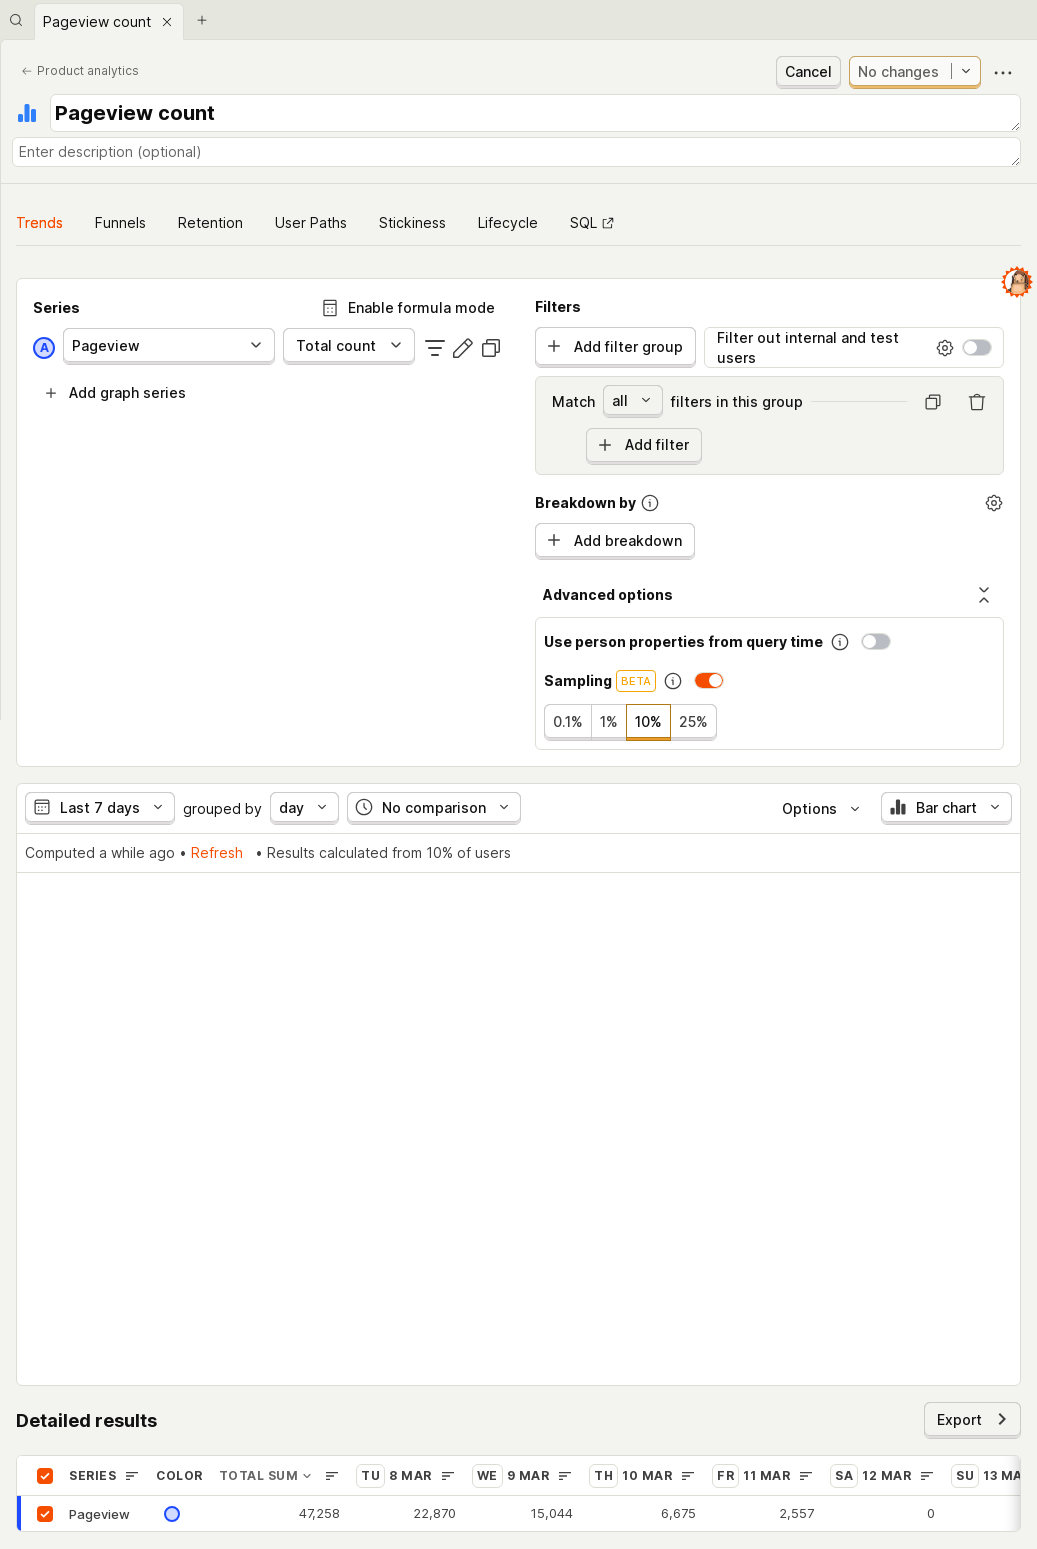 Pageview count
Product analytics
Cancel
No changes
Pageview count
Enter description (optional)
Trends
Funnels
Retention
User Paths
Stickiness
Lifecycle
SQL
Series
Enable formula mode
A
Pageview
Total count
Add graph series
Filters
Add filter group
Filter out internal and test
users
Match
all
filters in this group
Add filter
Breakdown by
Add breakdown
Advanced options
Use person properties from query time
Sampling
BETA
0.1%
1%
10%
25%
Last 7 days
grouped by
day
No comparison
Options
Bar chart
Computed a while ago • Refresh • Results calculated from 10% of users
Detailed results
Export
SERIES
COLOR
TOTAL SUM
TU 8 MAR
WE 9 MAR
TH 10 MAR
FR 11 MAR
SA 12 MAR
SU 13 MA
Pageview
47,258
22,870
15,044
6,675
2,557
0